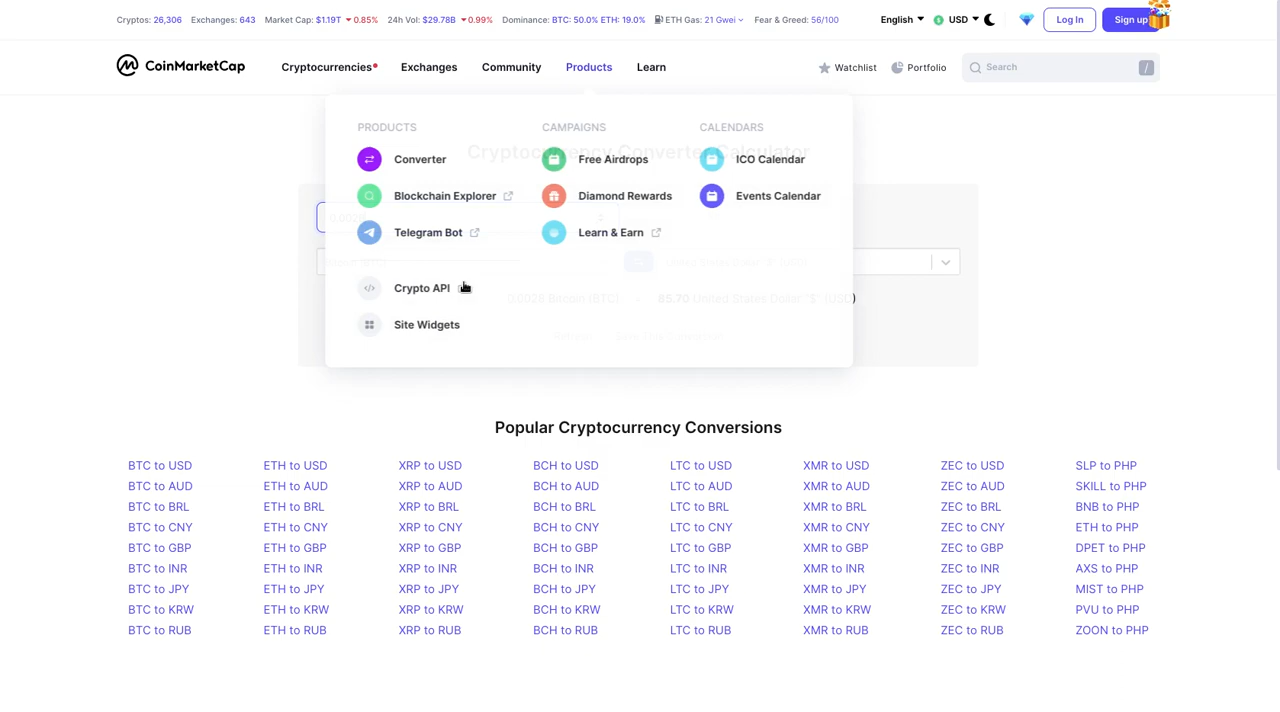 Cryptos: 26,306 Exchanges: 643 Market Cap: $1.19T 0.85% 24h Vol: $29.78B 0.99% Dominance: BTC: 50.0% ETH: 19.0% ETH Gas: 21 Gwei Fear & Greed: 56/100 English USD Log In Sign up
CoinMarketCap Cryptocurrencies Exchanges Community Products Learn Watchlist Portfolio Search /
PRODUCTS CAMPAIGNS CALENDARS
Cryptocurrency Converter Calculator
Converter Free Airdrops ICO Calendar
Blockchain Explorer Diamond Rewards Events Calendar
Telegram Bot Learn & Earn
Crypto API
0.0028 Bitcoin (BTC) = 85.70 United States Dollar "$" (USD)
Site Widgets
Popular Cryptocurrency Conversions
BTC to USD ETH to USD XRP to USD BCH to USD LTC to USD XMR to USD ZEC to USD SLP to PHP
BTC to AUD ETH to AUD XRP to AUD BCH to AUD LTC to AUD XMR to AUD ZEC to AUD SKILL to PHP
BTC to BRL ETH to BRL XRP to BRL BCH to BRL LTC to BRL XMR to BRL ZEC to BRL BNB to PHP
BTC to CNY ETH to CNY XRP to CNY BCH to CNY LTC to CNY XMR to CNY ZEC to CNY ETH to PHP
BTC to GBP ETH to GBP XRP to GBP BCH to GBP LTC to GBP XMR to GBP ZEC to GBP DPET to PHP
BTC to INR ETH to INR XRP to INR BCH to INR LTC to INR XMR to INR ZEC to INR AXS to PHP
BTC to JPY ETH to JPY XRP to JPY BCH to JPY LTC to JPY XMR to JPY ZEC to JPY MIST to PHP
BTC to KRW ETH to KRW XRP to KRW BCH to KRW LTC to KRW XMR to KRW ZEC to KRW PVU to PHP
BTC to RUB ETH to RUB XRP to RUB BCH to RUB LTC to RUB XMR to RUB ZEC to RUB ZOON to PHP